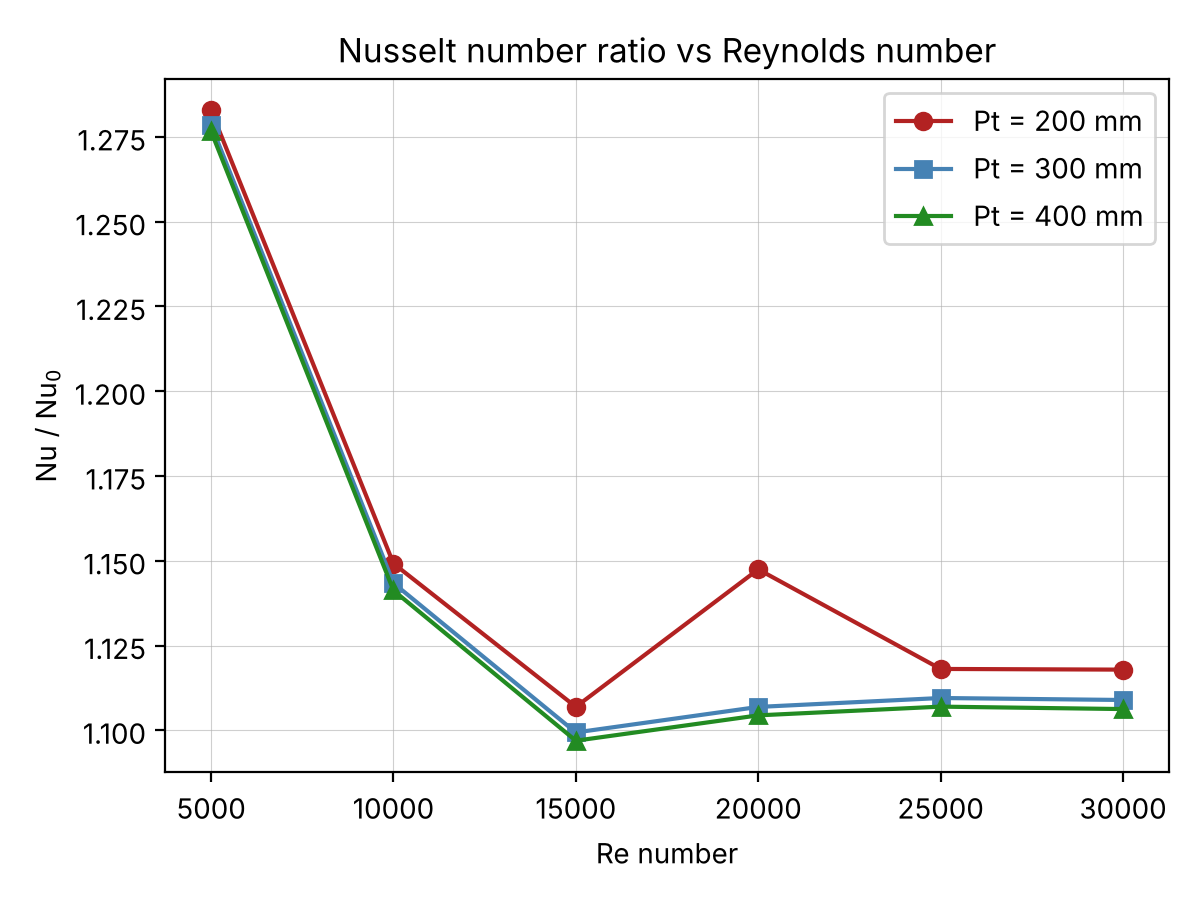 Nusselt number ratio vs Reynolds number
Pt = 200 mm
Pt = 300 mm
Pt = 400 mm
1.275
1.250
1.225
1.200
1.175
1.150
1.125
1.100
Nu / Nu₀
5000 10000 15000 20000 25000 30000
Re number